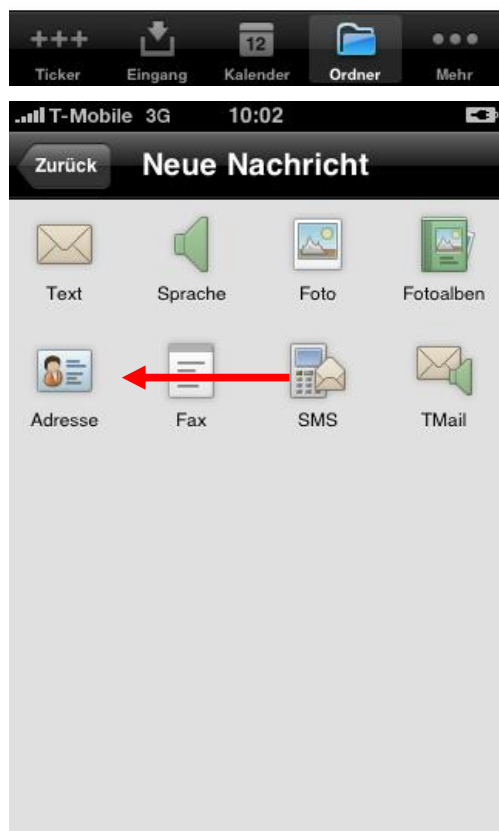 +++ 12
Ticker Eingang Kalender Ordner Mehr
T-Mobile 3G 10:02
Zurück Neue Nachricht
Text Sprache Foto Fotoalben
Adresse Fax SMS TMail